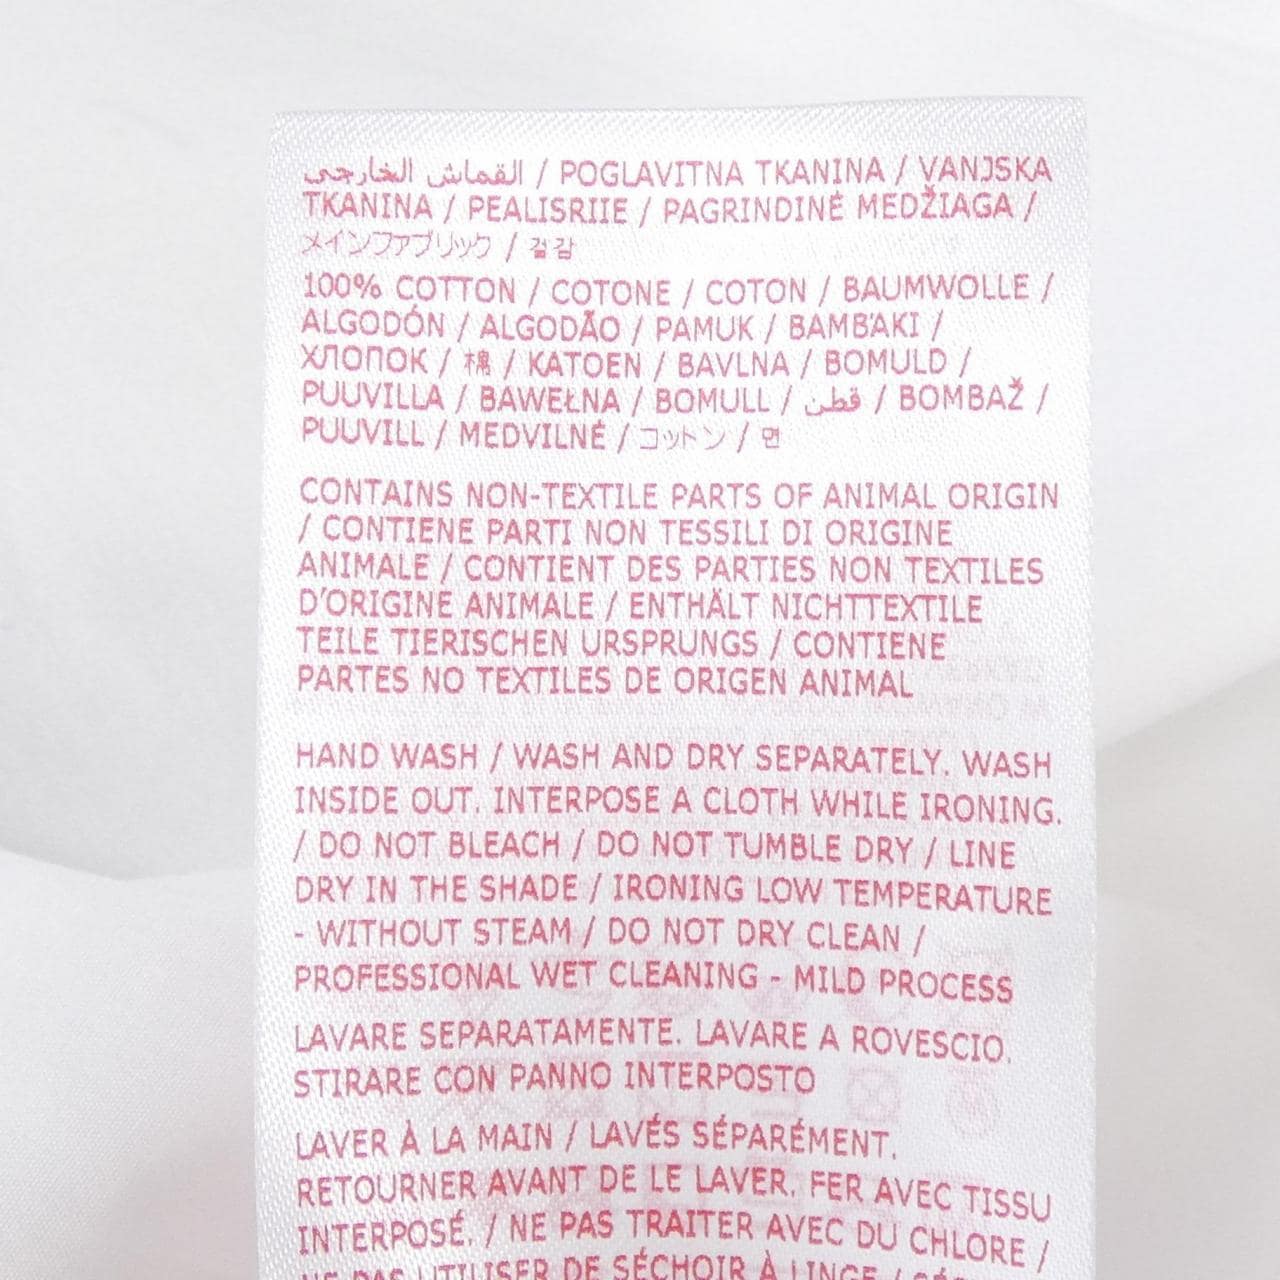 القماش الخارجي / POGLAVITNA TKANINA / VANJSKA
TKANINA / PEALISRIIE / PAGRINDINĖ MEDŽIAGA /
メインファブリック / 겉감
100% COTTON / COTONE / COTON / BAUMWOLLE /
ALGODÓN / ALGODÃO / PAMUK / BAMBAKI /
ХЛОПОК / 棉 / KATOEN / BAVLNA / BOMULD /
PUUVILLA / BAWEŁNA / BOMULL / قطن / BOMBAŽ /
PUUVILL / MEDVILNĖ / コットン / 면
CONTAINS NON-TEXTILE PARTS OF ANIMAL ORIGIN
/ CONTIENE PARTI NON TESSILI DI ORIGINE
ANIMALE / CONTIENT DES PARTIES NON TEXTILES
D'ORIGINE ANIMALE / ENTHÄLT NICHTTEXTILE
TEILE TIERISCHEN URSPRUNGS / CONTIENE
PARTES NO TEXTILES DE ORIGEN ANIMAL
HAND WASH / WASH AND DRY SEPARATELY. WASH
INSIDE OUT. INTERPOSE A CLOTH WHILE IRONING.
/ DO NOT BLEACH / DO NOT TUMBLE DRY / LINE
DRY IN THE SHADE / IRONING LOW TEMPERATURE
- WITHOUT STEAM / DO NOT DRY CLEAN /
PROFESSIONAL WET CLEANING - MILD PROCESS
LAVARE SEPARATAMENTE. LAVARE A ROVESCIO.
STIRARE CON PANNO INTERPOSTO
LAVER À LA MAIN / LAVÉS SÉPARÉMENT.
RETOURNER AVANT DE LE LAVER. FER AVEC TISSU
INTERPOSÉ. / NE PAS TRAITER AVEC DU CHLORE /
NE PAS UTILISER DE SÉCHOIR À LINGE /